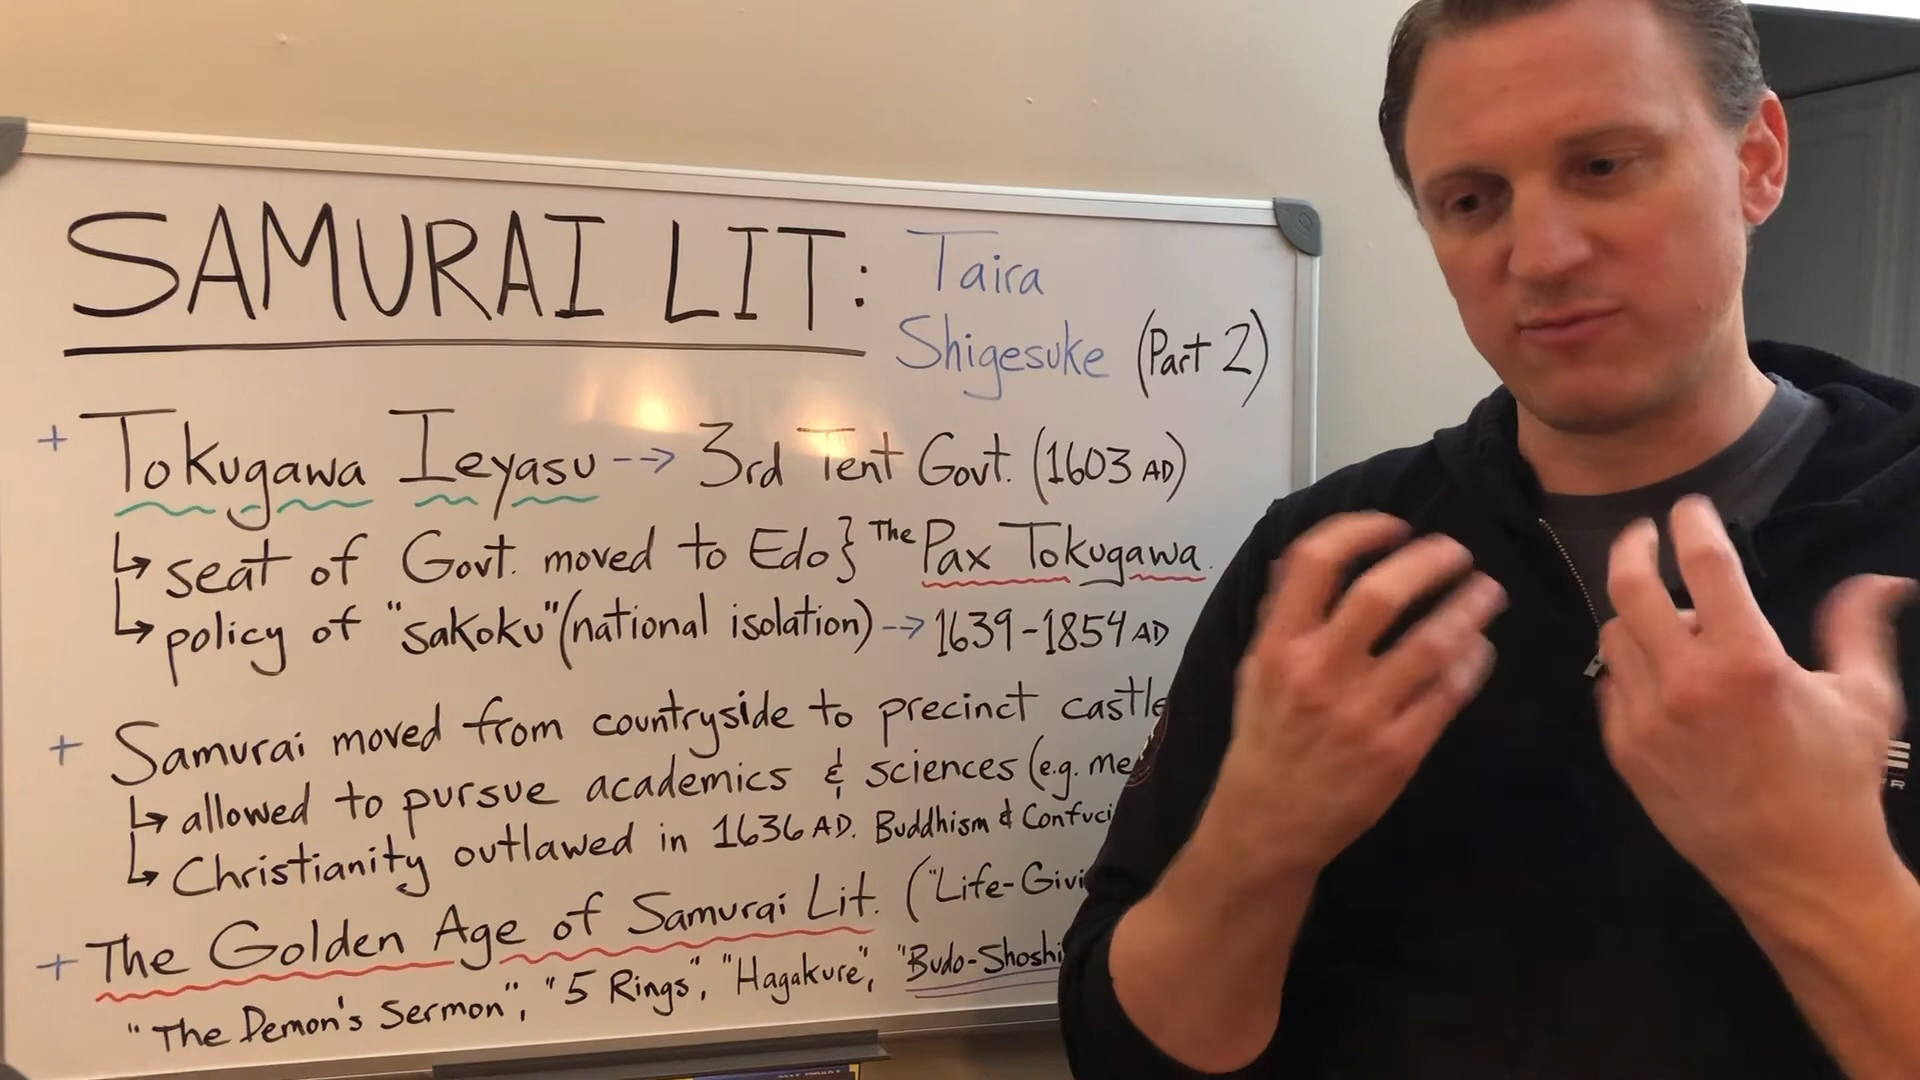 SAMURAI LIT: Taira
Shigesuke (Part 2)
+ Tokugawa Ieyasu --> 3rd Tent Govt. (1603 AD)
↳ seat of Govt. moved to Edo} The Pax Tokugawa.
↳ policy of "sakoku" (national isolation) --> 1639-1854 AD
+ Samurai moved from countryside to precinct castle
↳ allowed to pursue academics & sciences (e.g. me
↳ Christianity outlawed in 1636 AD. Buddhism & Confuci
+ The Golden Age of Samurai Lit. ("Life-Givi
"The Demon's Sermon", "5 Rings", "Hagakure", "Budo-Shoshi